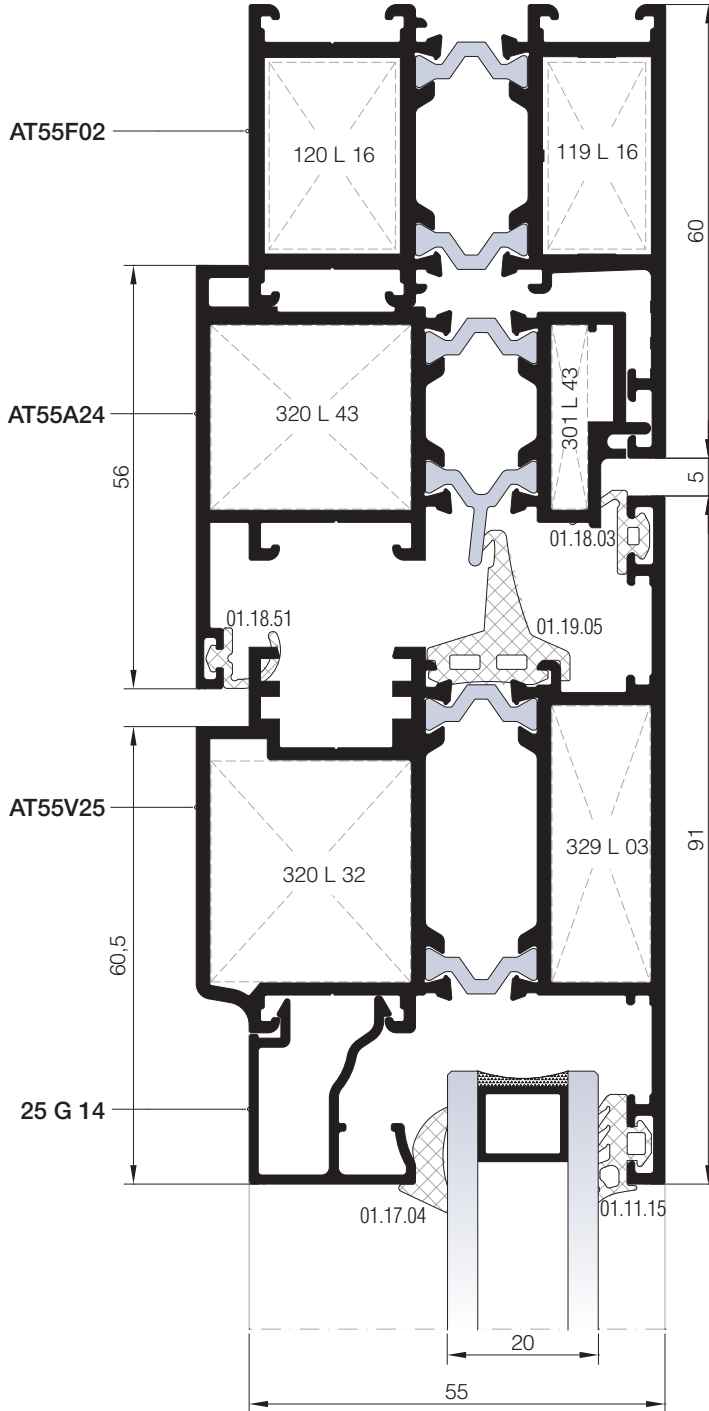 AT55F02
120 L 16
119 L 16
60
AT55A24
320 L 43
301 L 43
56
5
01.18.03
01.18.51
01.19.05
AT55V25
320 L 32
329 L 03
91
60,5
25 G 14
01.17.04
01.11.15
20
55